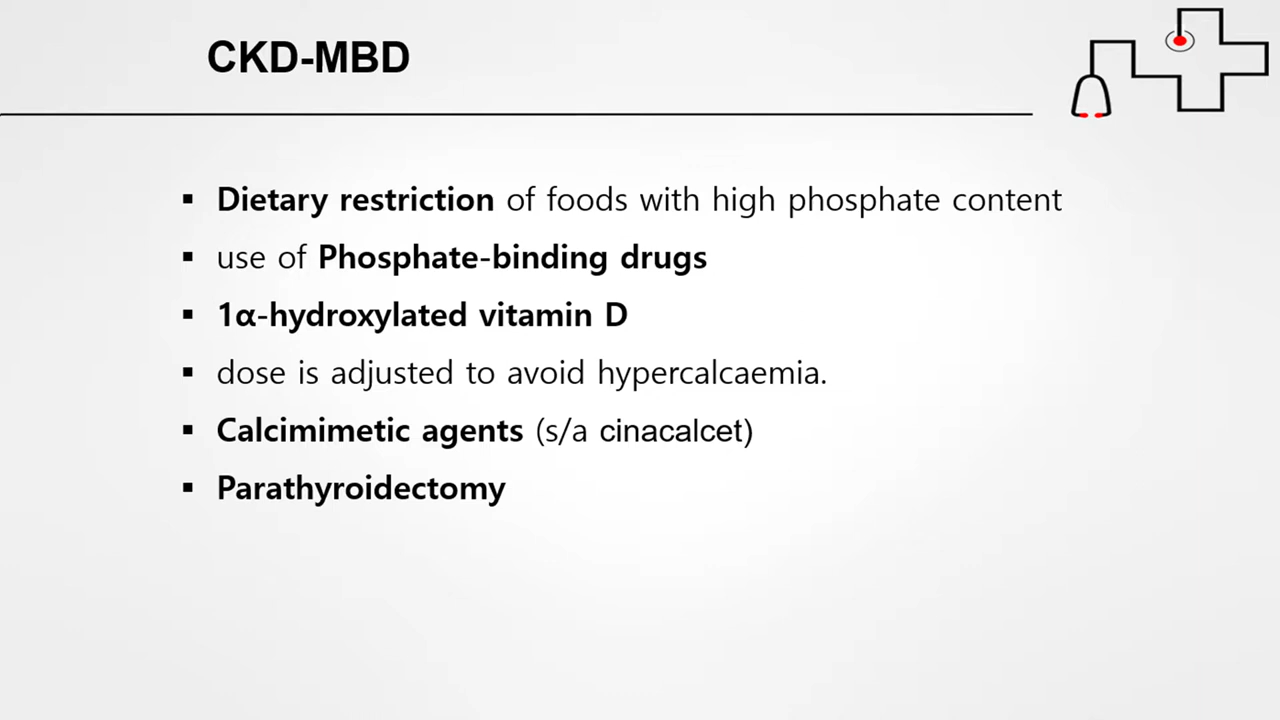 CKD-MBD
▪ Dietary restriction of foods with high phosphate content
▪ use of Phosphate-binding drugs
▪ 1α-hydroxylated vitamin D
▪ dose is adjusted to avoid hypercalcaemia.
▪ Calcimimetic agents (s/a cinacalcet)
▪ Parathyroidectomy